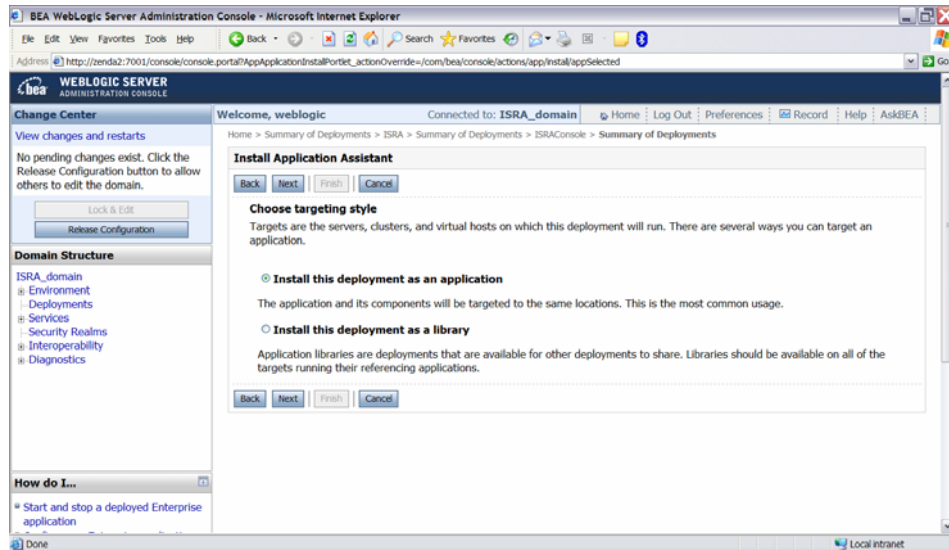 BEA WebLogic Server Administration Console - Microsoft Internet Explorer
File Edit View Favorites Tools Help
Back Search Favorites
Address http://zenda2:7001/console/console.portal?AppApplicationInstallPortlet_actionOverride=/com/bea/console/actions/app/install/appSelected Go
bea WEBLOGIC SERVER
ADMINISTRATION CONSOLE
Change Center
View changes and restarts
No pending changes exist. Click the
Release Configuration button to allow
others to edit the domain.
Lock & Edit
Release Configuration
Domain Structure
ISRA_domain
Environment
Deployments
Services
Security Realms
Interoperability
Diagnostics
How do I...
Start and stop a deployed Enterprise
application
Welcome, weblogic Connected to: ISRA_domain Home Log Out Preferences Record Help AskBEA
Home > Summary of Deployments > ISRA > Summary of Deployments > ISRAConsole > Summary of Deployments
Install Application Assistant
Back Next Finish Cancel
Choose targeting style
Targets are the servers, clusters, and virtual hosts on which this deployment will run. There are several ways you can target an
application.
Install this deployment as an application
The application and its components will be targeted to the same locations. This is the most common usage.
Install this deployment as a library
Application libraries are deployments that are available for other deployments to share. Libraries should be available on all of the
targets running their referencing applications.
Back Next Finish Cancel
Done Local intranet